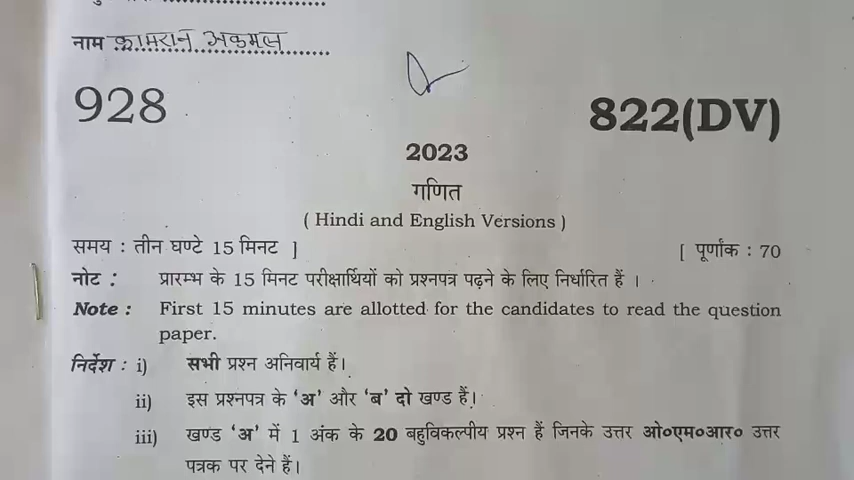 नाम कामरान अकमल
928
822(DV)
2023
गणित
( Hindi and English Versions )
समय : तीन घण्टे 15 मिनट ]
[ पूर्णांक : 70
नोट : प्रारम्भ के 15 मिनट परीक्षार्थियों को प्रश्नपत्र पढ़ने के लिए निर्धारित हैं ।
Note : First 15 minutes are allotted for the candidates to read the question
paper.
निर्देश : i) सभी प्रश्न अनिवार्य हैं।
ii) इस प्रश्नपत्र के ‘अ’ और ‘ब’ दो खण्ड हैं।
iii) खण्ड ‘अ’ में 1 अंक के 20 बहुविकल्पीय प्रश्न हैं जिनके उत्तर ओ०एम०आर० उत्तर
पत्रक पर देने हैं।